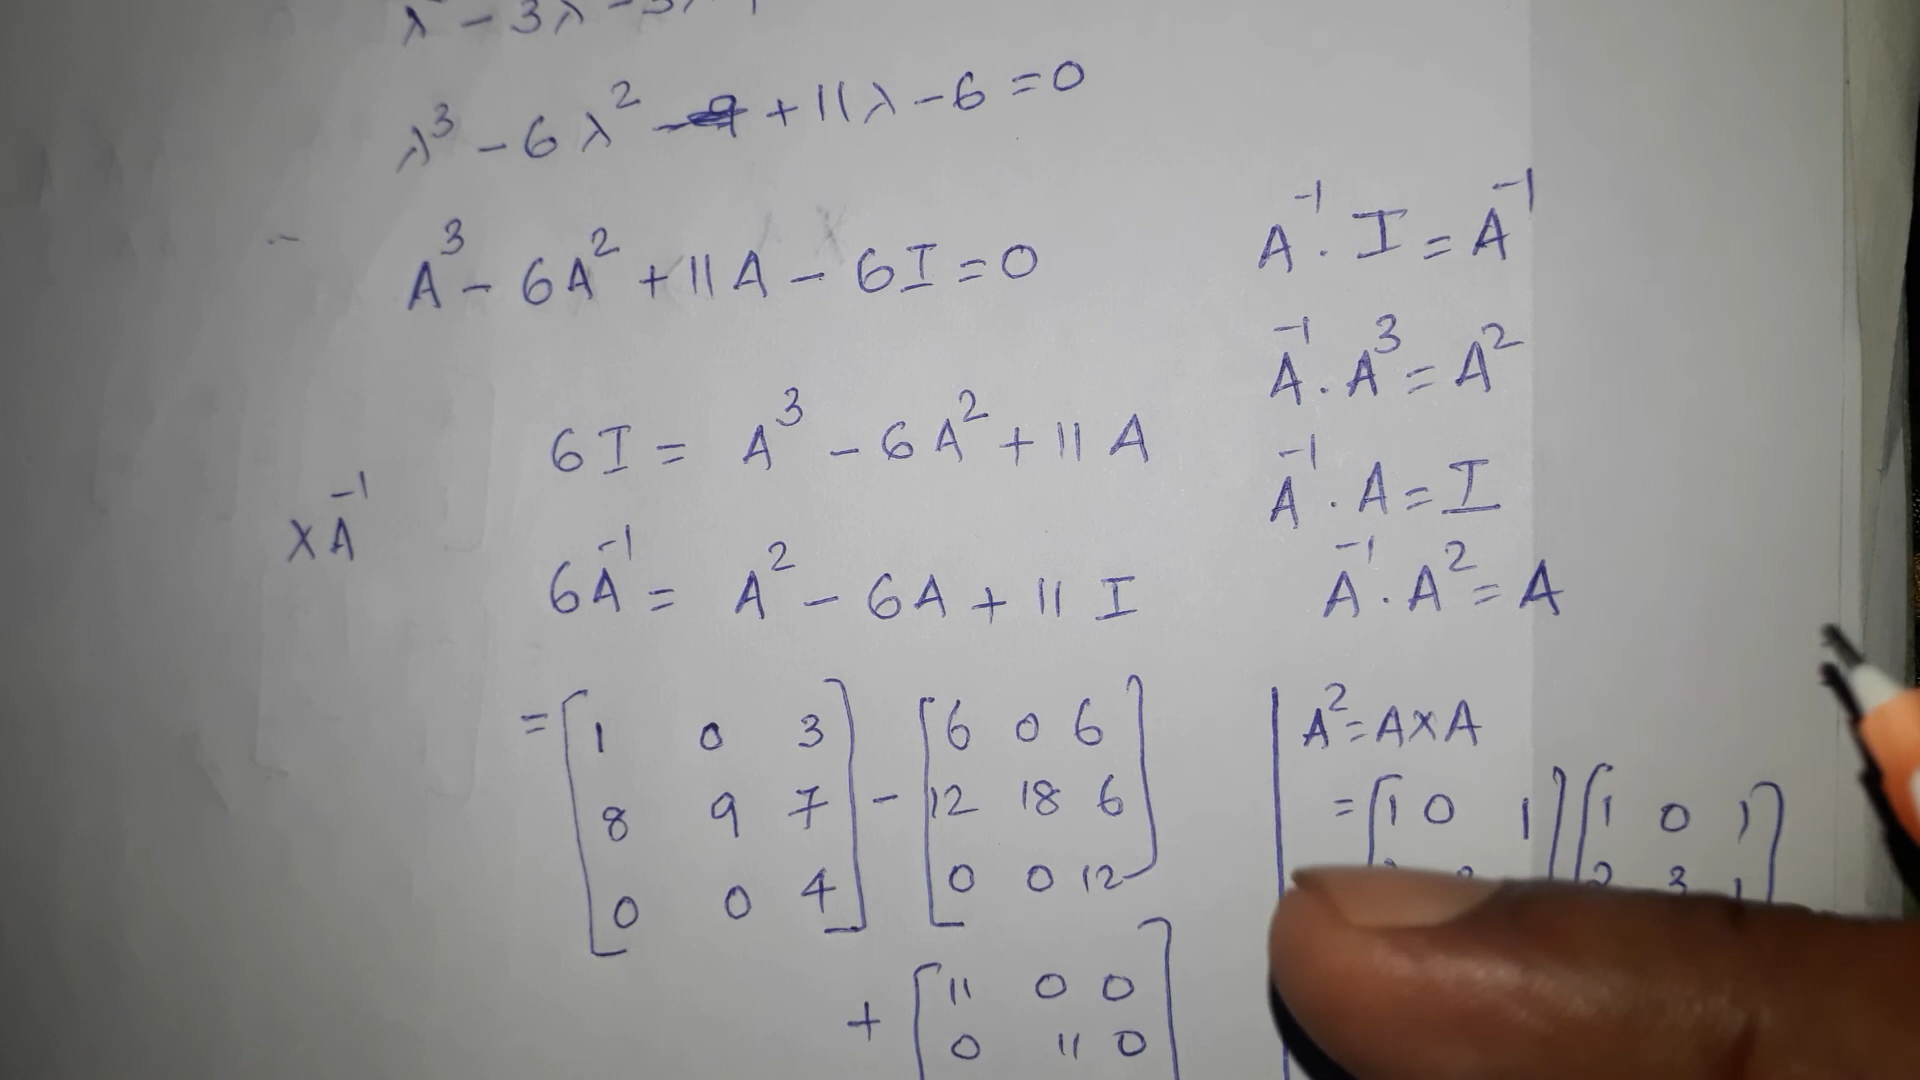 λ³ - 6λ² + 11λ - 6 = 0
A³ - 6A² + 11A - 6I = 0
6I = A³ - 6A² + 11A
×A⁻¹
6A⁻¹ = A² - 6A + 11 I
= [1 0 3] - [6 0 6]
[8 9 7] [12 18 6]
[0 0 4] [0 0 12]
+ [11 0 0]
[0 11 0]
A⁻¹ . I = A⁻¹
A⁻¹ . A³ = A²
A⁻¹ . A = I
A⁻¹ . A² = A
A² = A×A
= [1 0 1] [1 0 1]
2 3 1